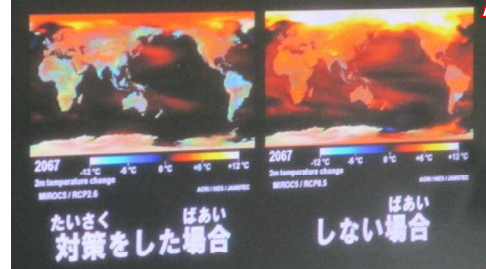 2067
-12 °C -6 °C 0 °C +6 °C +12 °C
2m temperature change
MIROC5 / RCP2.6
AORI / NIES / JAMSTEC
たいさく ばあい
対策をした場合
2067
-12 °C -6 °C 0 °C +6 °C +12 °C
2m temperature change
MIROC5 / RCP8.5
AORI / NIES / JAMSTEC
ばあい
しない場合